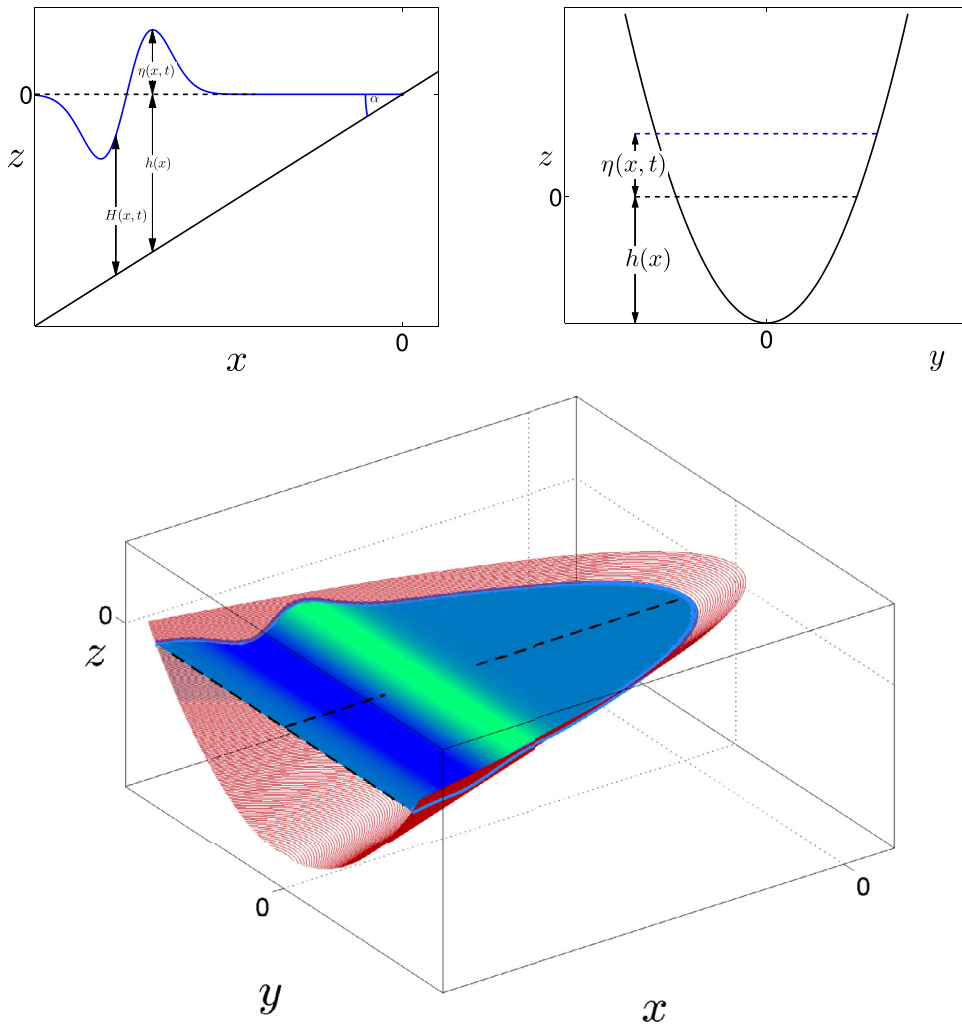 η(x, t)
0
α
z
h(x)
H(x, t)
0
x
z
η(x, t)
0
h(x)
0
y
0
z
0
0
y
x